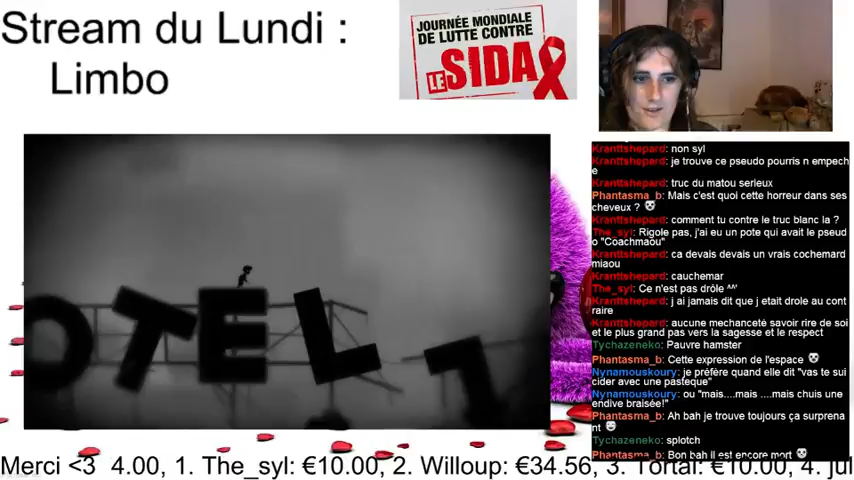 Stream du Lundi :
Limbo
JOURNÉE MONDIALE
DE LUTTE CONTRE
LE SIDA
OTEL
Kranttshepard: non syl
Kranttshepard: je trouve ce pseudo pourris n empech
e
Kranttshepard: truc du matou serieux
Phantasma_b: Mais c'est quoi cette horreur dans ses
cheveux ?
Kranttshepard: comment tu contre le truc blanc la ?
The_syl: Rigole pas, j'ai eu un pote qui avait le pseud
o "Coachmaou"
Kranttshepard: ca devais devais un vrais cochemard
miaou
Kranttshepard: cauchemar
The_syl: Ce n'est pas drôle ^^'
Kranttshepard: j ai jamais dit que j etait drole au cont
raire
Kranttshepard: aucune mechanceté savoir rire de soi
et le plus grand pas vers la sagesse et le respect
Tychazeneko: Pauvre hamster
Phantasma_b: Cette expression de l'espace
Nynamouskoury: je préfère quand elle dit "vas te sui
cider avec une pastèque"
Nynamouskoury: ou "mais....mais....mais chuis une
endive braisée!"
Phantasma_b: Ah bah je trouve toujours ça surprena
nt
Tychazeneko: splotch
Phantasma_b: Bon bah il est encore mort
Merci <3 4.00, 1. The_syl: €10.00, 2. Willoup: €34.56, 3. Tortal: €10.00, 4. jul